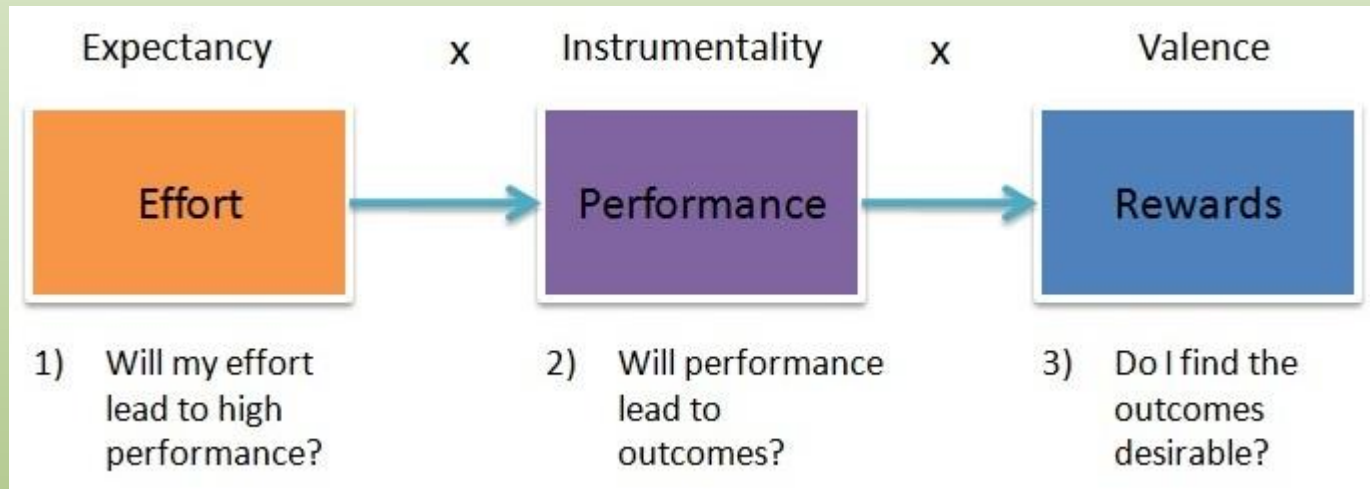 Expectancy x Instrumentality x Valence
Effort Performance Rewards
1) Will my effort
lead to high
performance?
2) Will performance
lead to
outcomes?
3) Do I find the
outcomes
desirable?